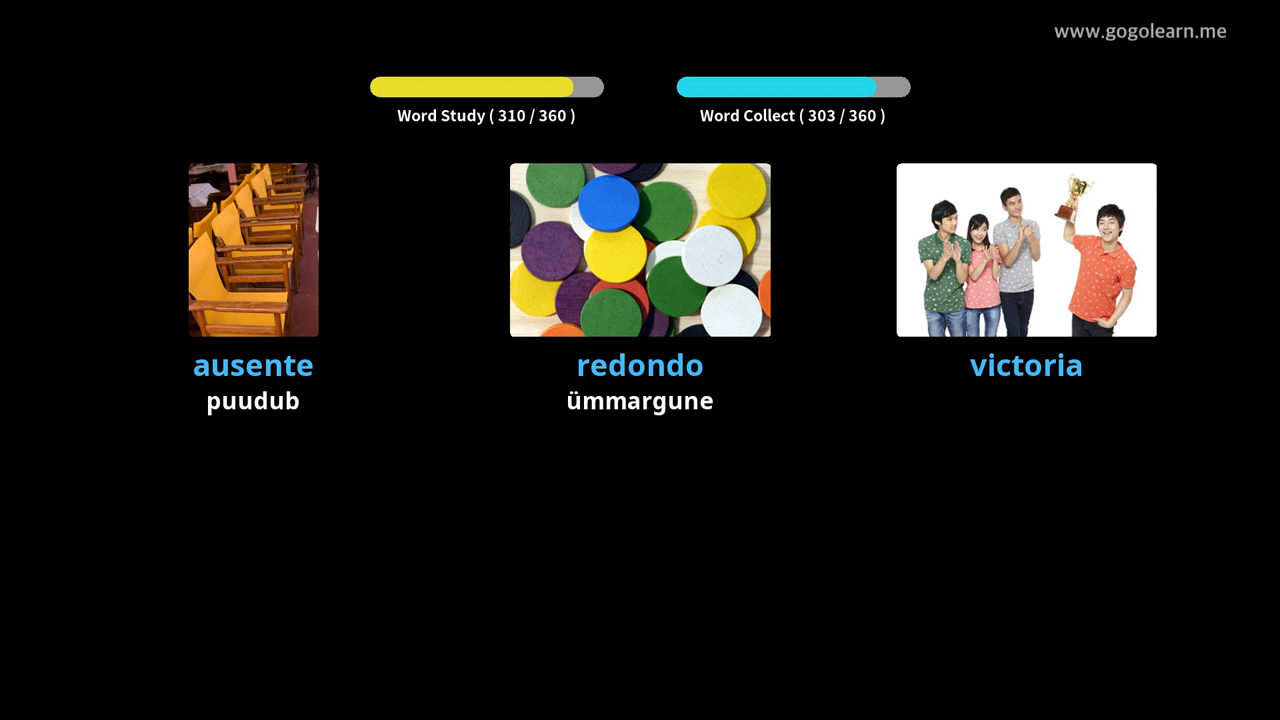 www.gogolearn.me
Word Study ( 310 / 360 )
Word Collect ( 303 / 360 )
ausente
puudub
redondo
ümmargune
victoria